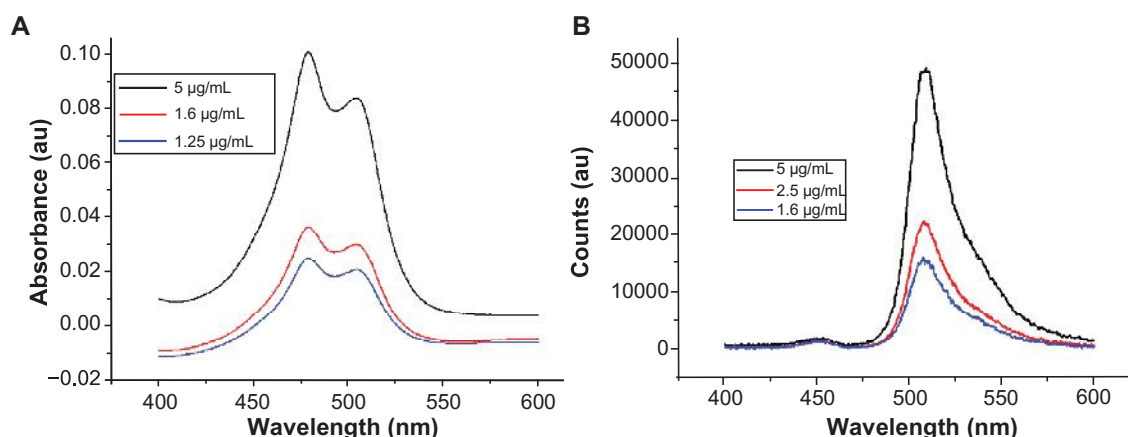 A
0.10
0.08
0.06
0.04
0.02
0.00
−0.02
Absorbance (au)
5 µg/mL
1.6 µg/mL
1.25 µg/mL
400
450
500
550
600
Wavelength (nm)
B
50000
40000
30000
20000
10000
0
Counts (au)
5 µg/mL
2.5 µg/mL
1.6 µg/mL
400
450
500
550
600
Wavelength (nm)